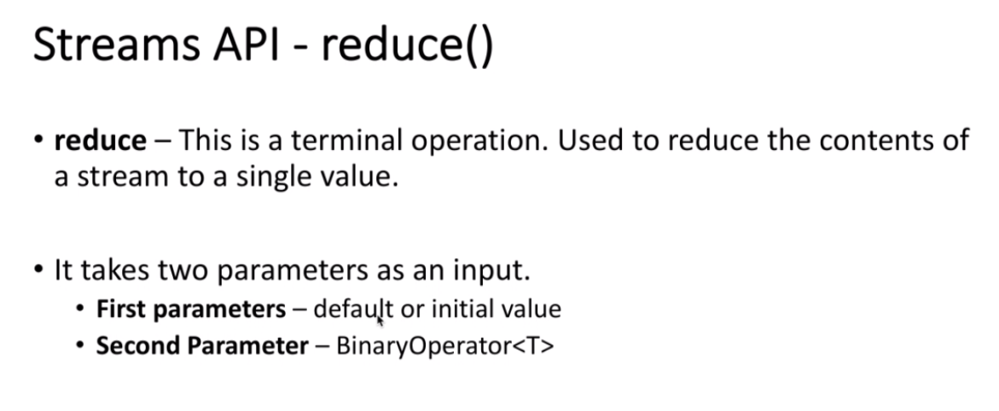 Streams API - reduce()
• reduce – This is a terminal operation. Used to reduce the contents of
a stream to a single value.
• It takes two parameters as an input.
• First parameters – default or initial value
• Second Parameter – BinaryOperator<T>